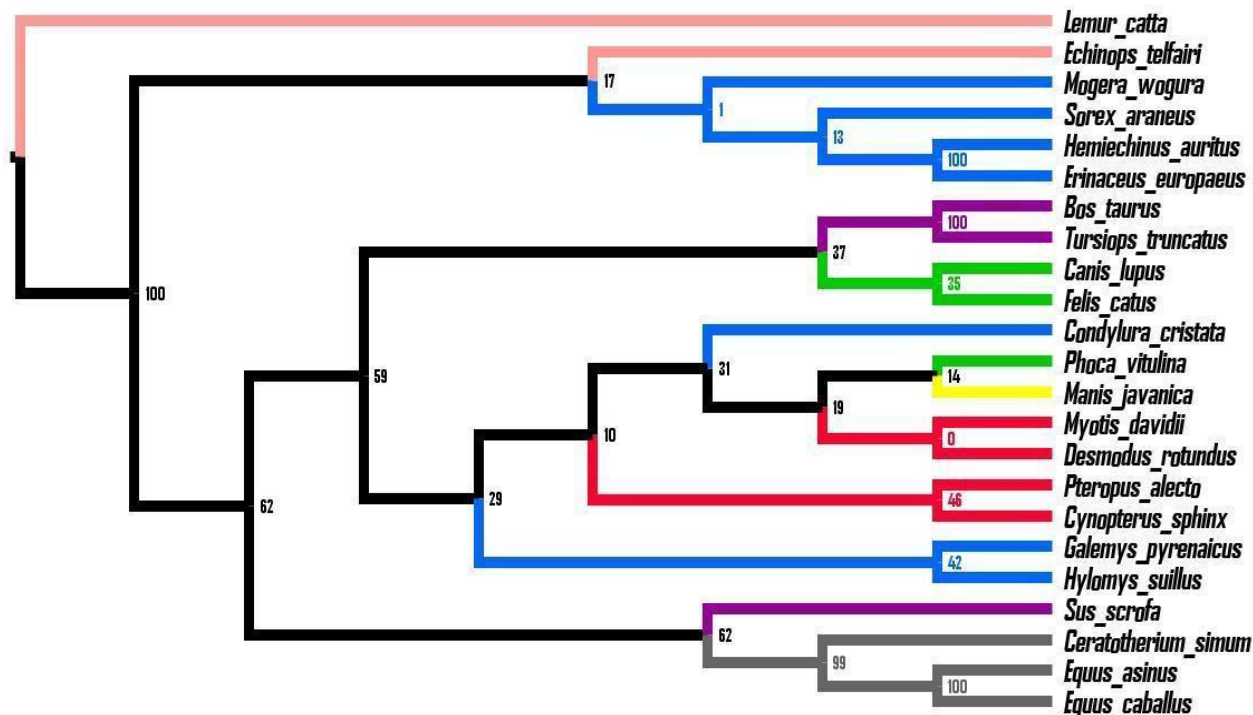 Lemur_catta
Echinops_telfairi
17
Mogera_wogura
1
Sorex_araneus
13
Hemiechinus_auritus
100
Erinaceus_europaeus
Bos_taurus
100
Tursiops_truncatus
37
Canis_lupus
35
Felis_catus
100
Condylura_cristata
Phoca_vitulina
31
59
14
Manis_javanica
19
Myotis_davidii
10
0
Desmodus_rotundus
Pteropus_alecto
29
46
62
Cynopterus_sphinx
Galemys_pyrenaicus
42
Hylomys_suillus
Sus_scrofa
62
Ceratotherium_simum
99
Equus_asinus
100
Equus_caballus